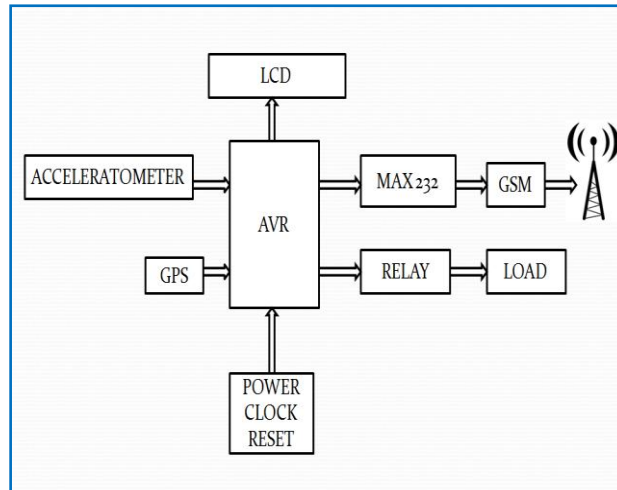 LCD
ACCELERATOMETER
AVR
MAX 232
GSM
GPS
RELAY
LOAD
POWER
CLOCK
RESET